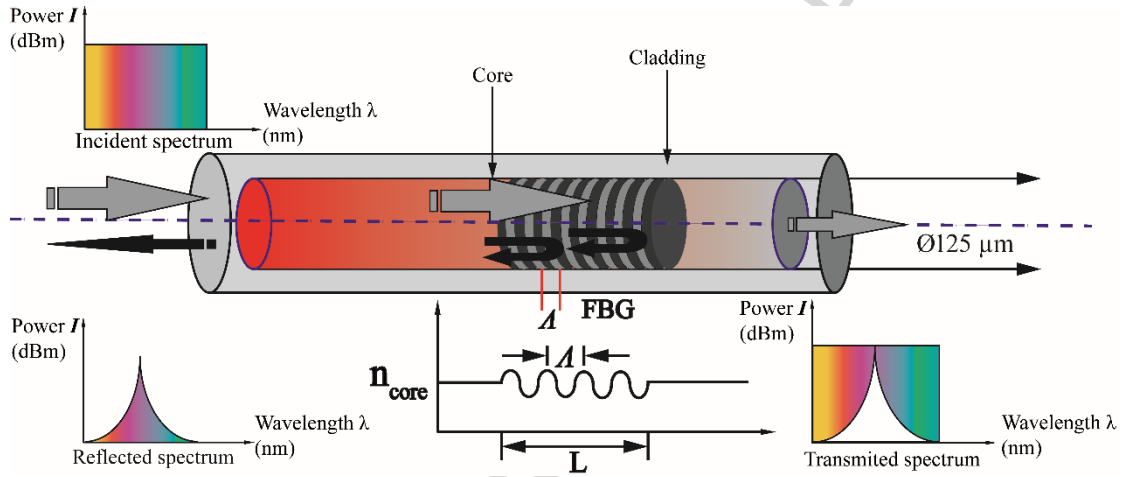 Power I
(dBm)
Wavelength λ
(nm)
Incident spectrum
Core
Cladding
Ø125 µm
Λ
FBG
Power I
(dBm)
Wavelength λ
(nm)
Reflected spectrum
n core
Λ
L
Power I
(dBm)
Wavelength λ
(nm)
Transmited spectrum